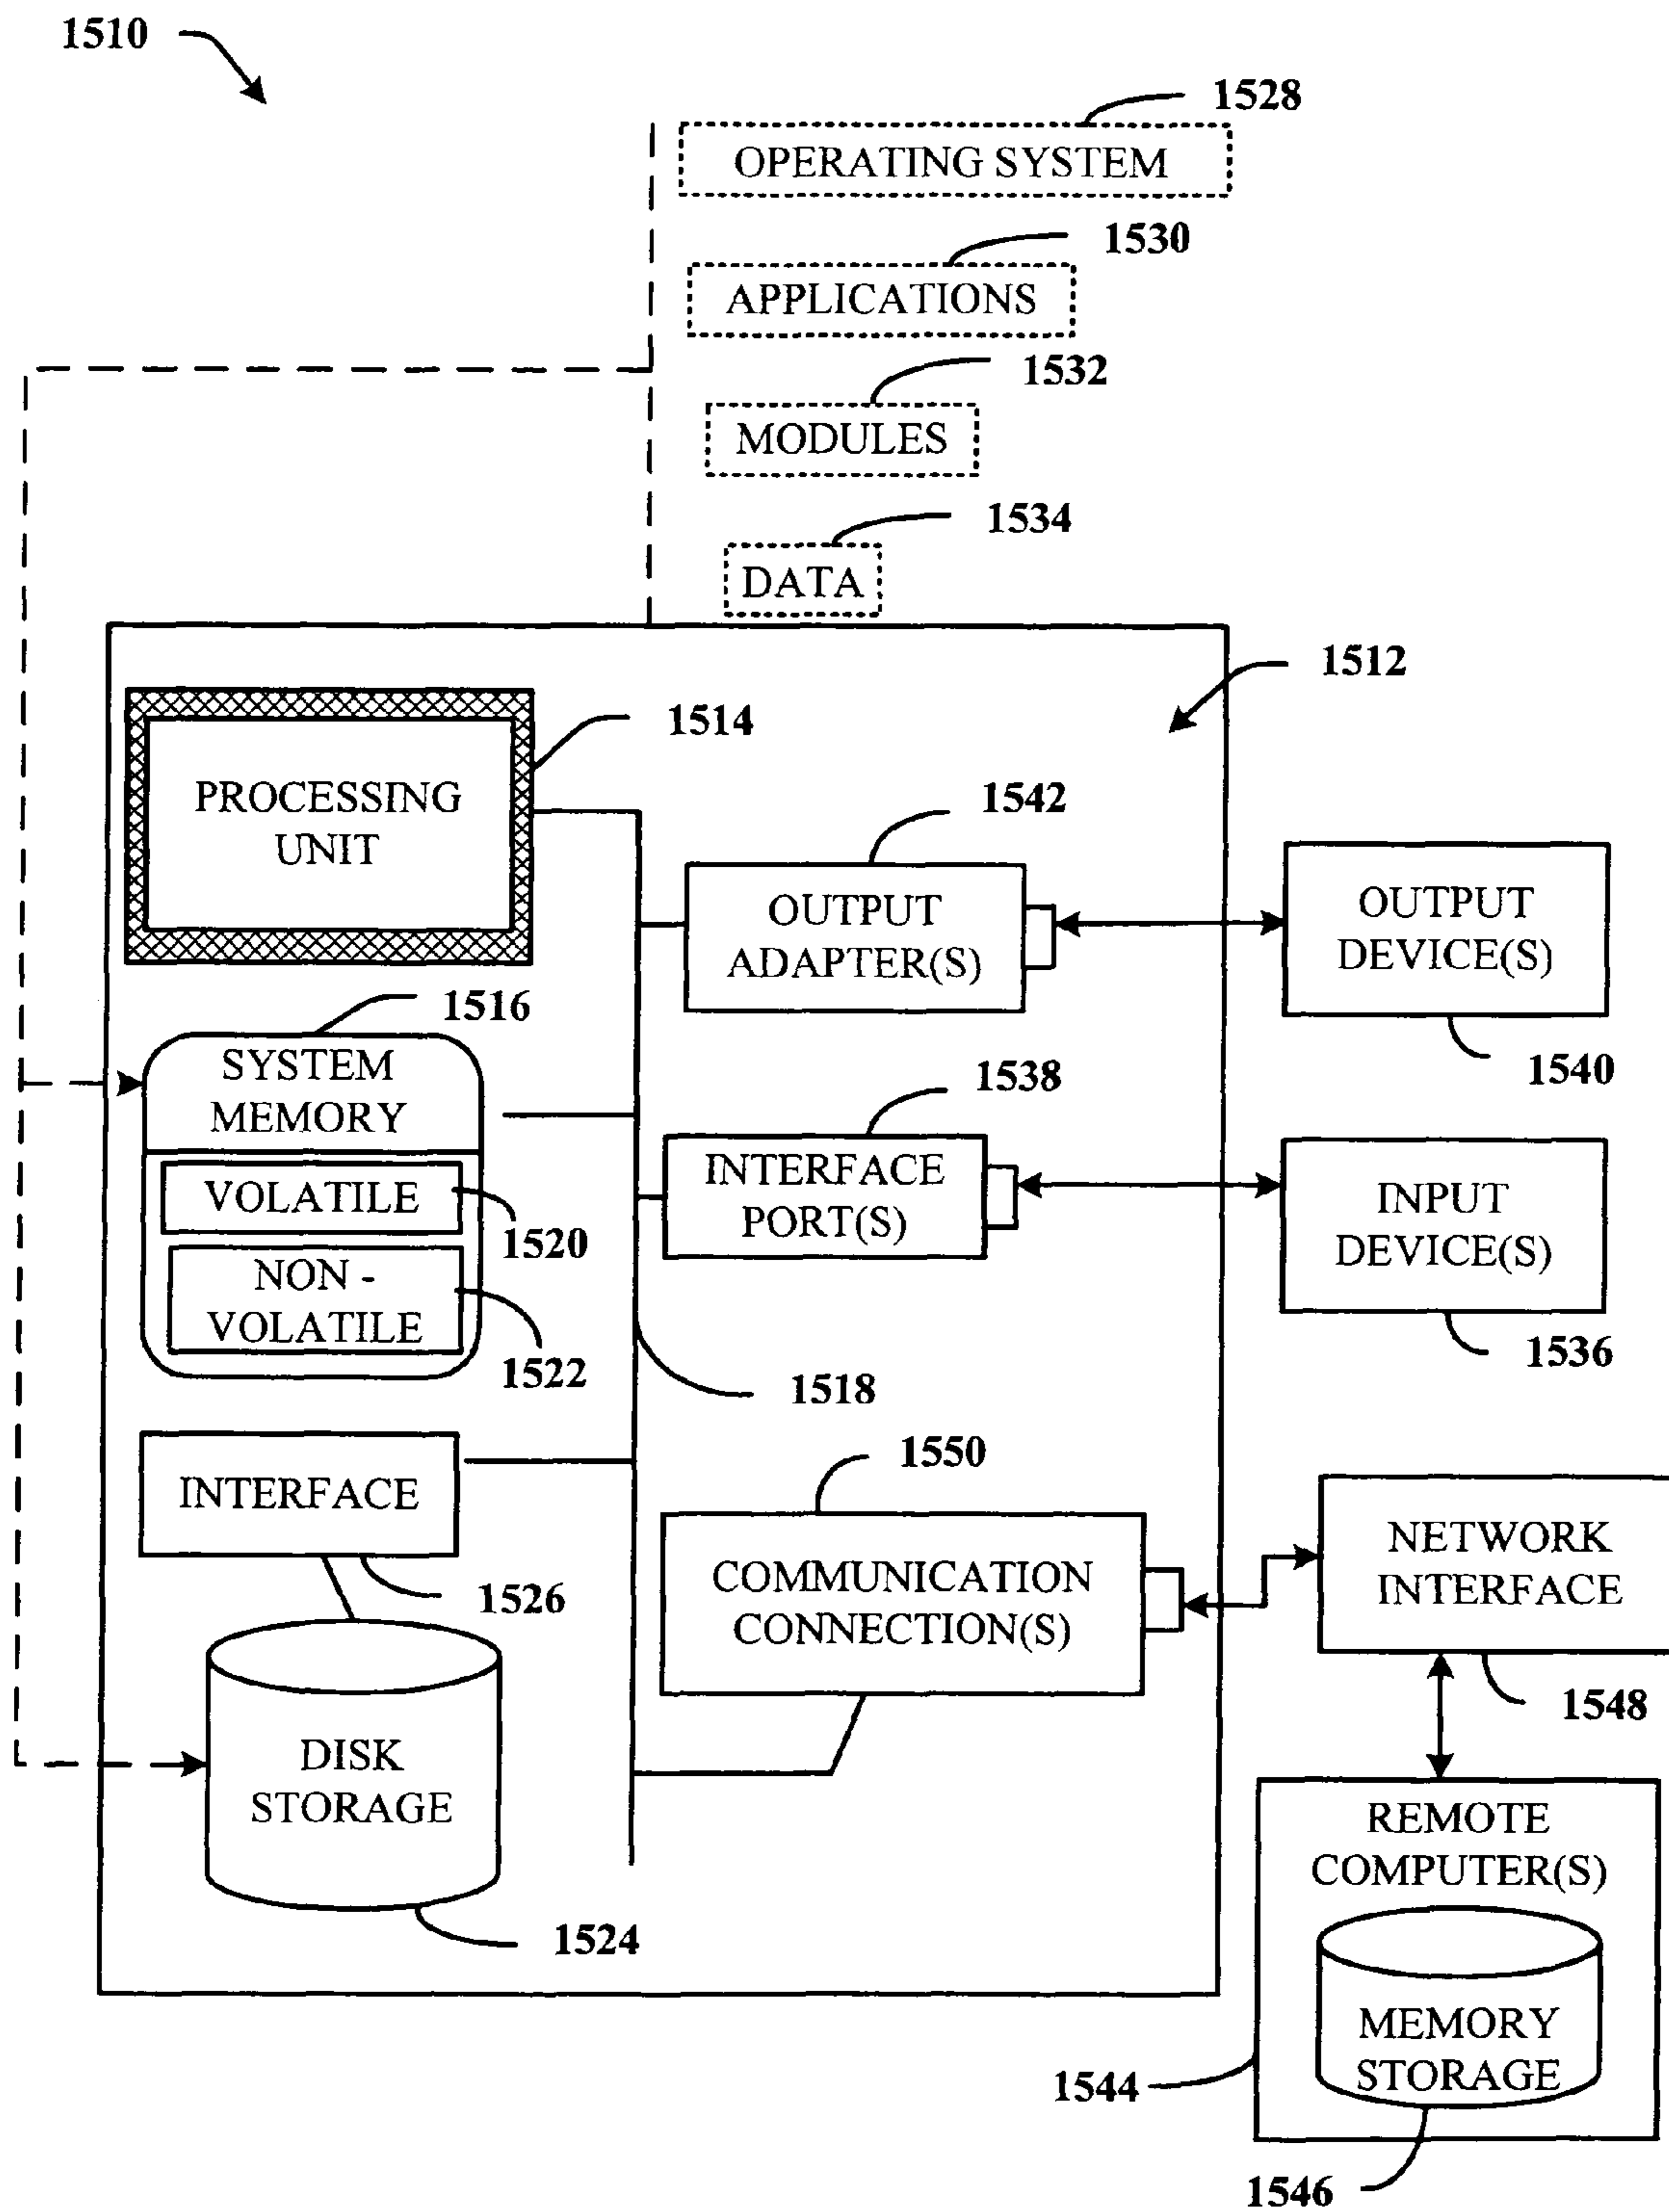 1510
1528
OPERATING SYSTEM
1530
APPLICATIONS
1532
MODULES
1534
DATA
1512
1514
PROCESSING
UNIT
1542
OUTPUT
ADAPTER(S)
OUTPUT
DEVICE(S)
1540
1516
SYSTEM
MEMORY
VOLATILE
1520
NON -
VOLATILE
1522
1538
INTERFACE
PORT(S)
INPUT
DEVICE(S)
1536
1518
INTERFACE
1526
1550
COMMUNICATION
CONNECTION(S)
NETWORK
INTERFACE
1548
DISK
STORAGE
1524
REMOTE
COMPUTER(S)
MEMORY
STORAGE
1544
1546